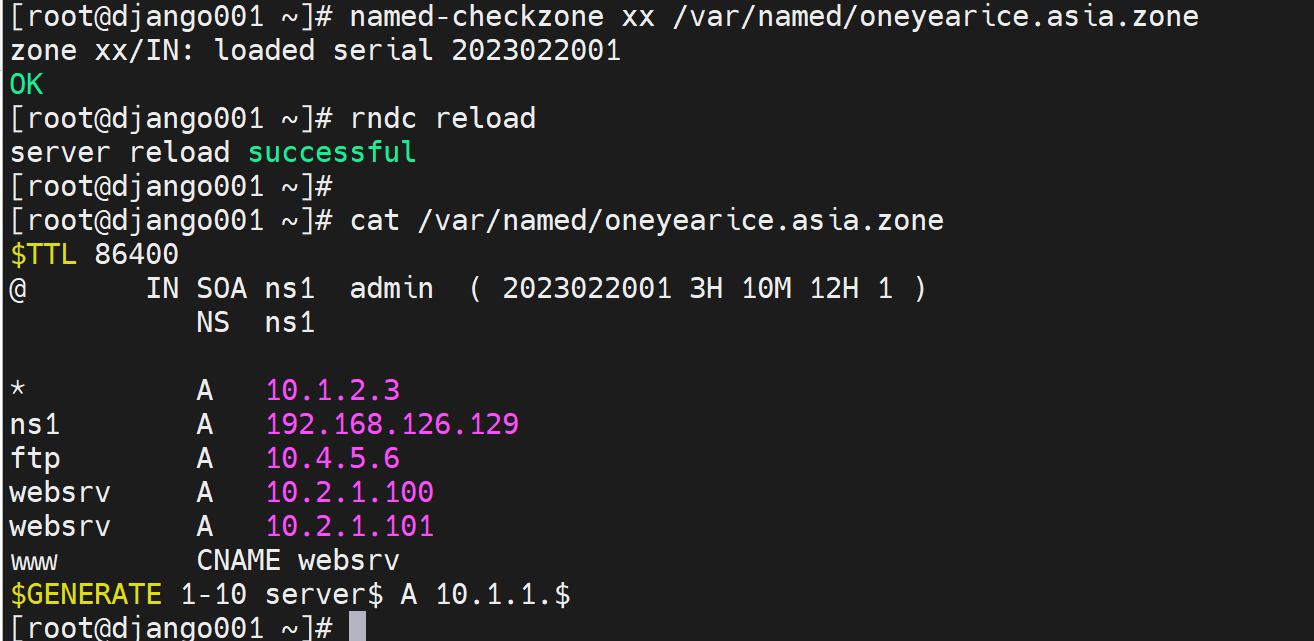 [root@django001 ~]# named-checkzone xx /var/named/oneyearice.asia.zone
zone xx/IN: loaded serial 2023022001
OK
[root@django001 ~]# rndc reload
server reload successful
[root@django001 ~]#
[root@django001 ~]# cat /var/named/oneyearice.asia.zone
$TTL 86400
@       IN SOA ns1  admin  ( 2023022001 3H 10M 12H 1 )
           NS  ns1
*          A   10.1.2.3
ns1        A   192.168.126.129
ftp        A   10.4.5.6
websrv     A   10.2.1.100
websrv     A   10.2.1.101
www        CNAME websrv
$GENERATE 1-10 server$ A 10.1.1.$
[root@django001 ~]#